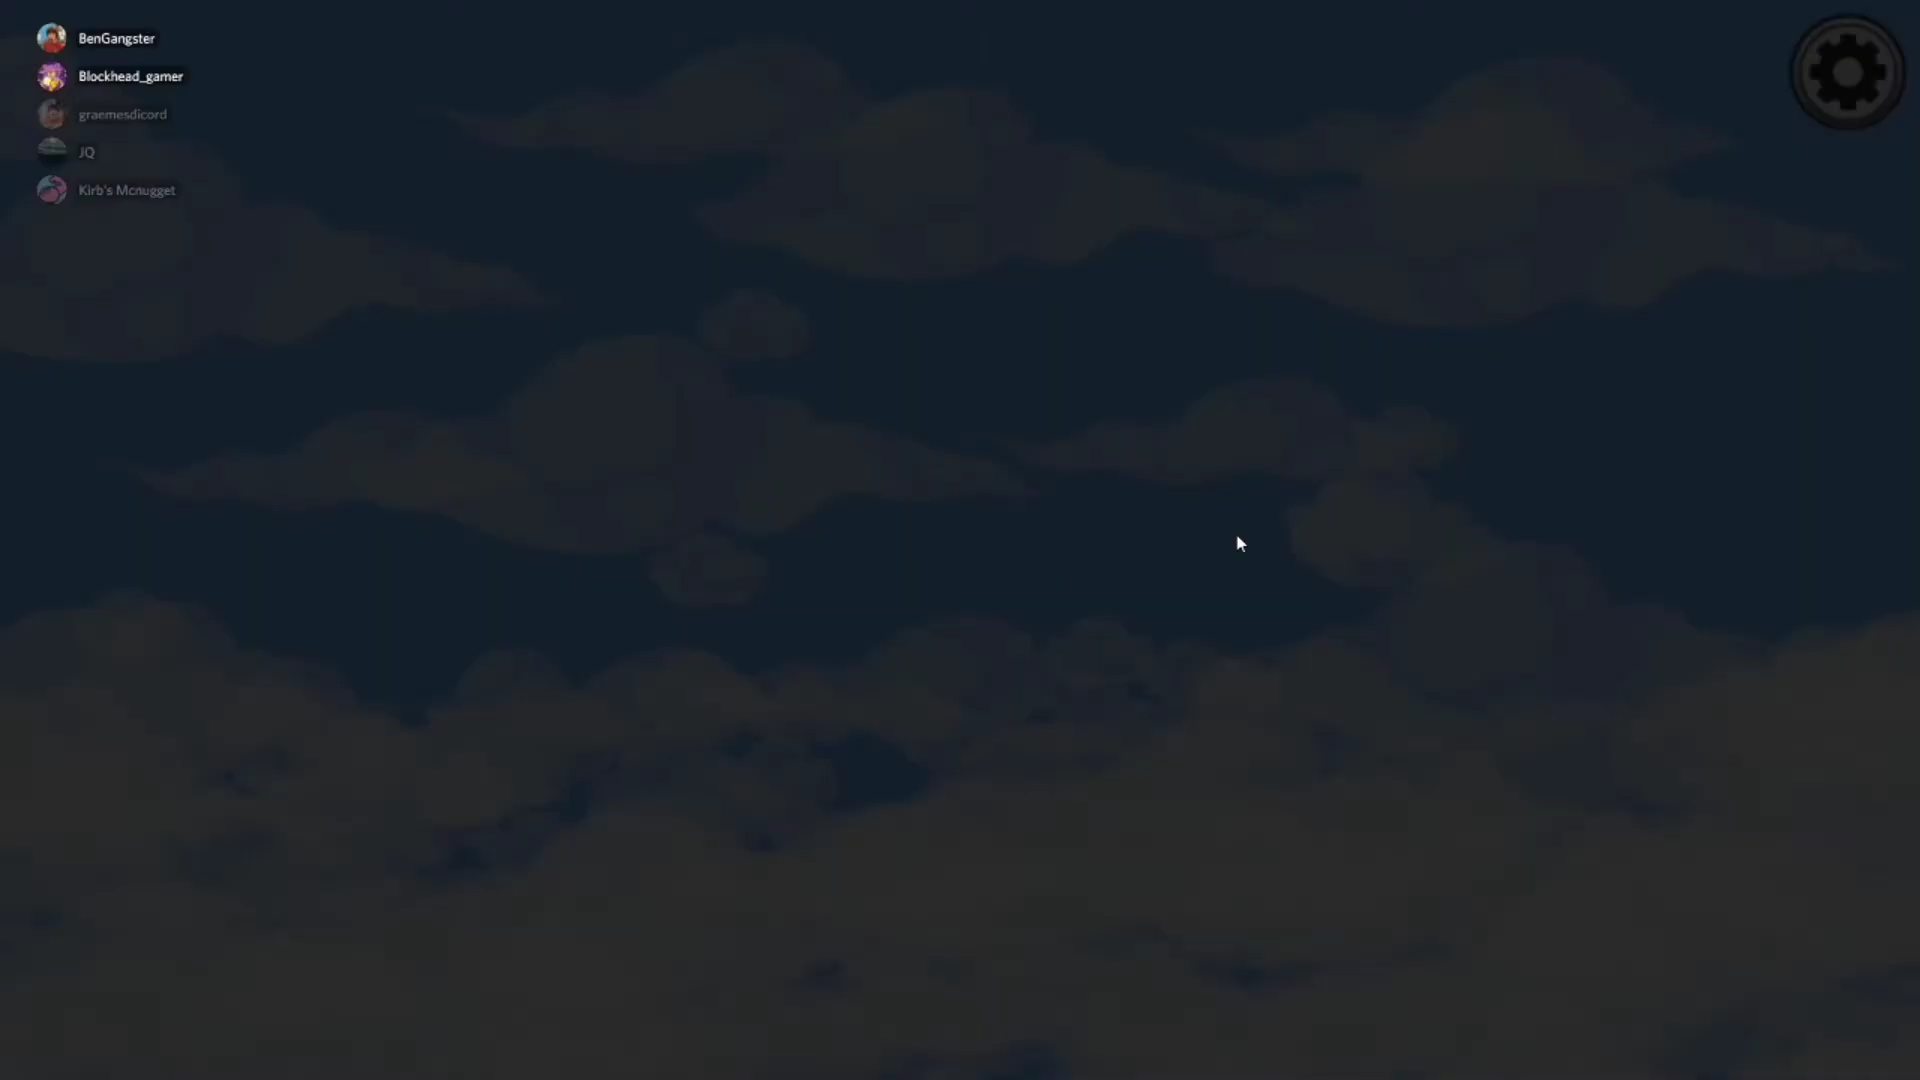 BenGangster
Blockhead_gamer
graemesdicord
JQ
Kirb's Mcnugget